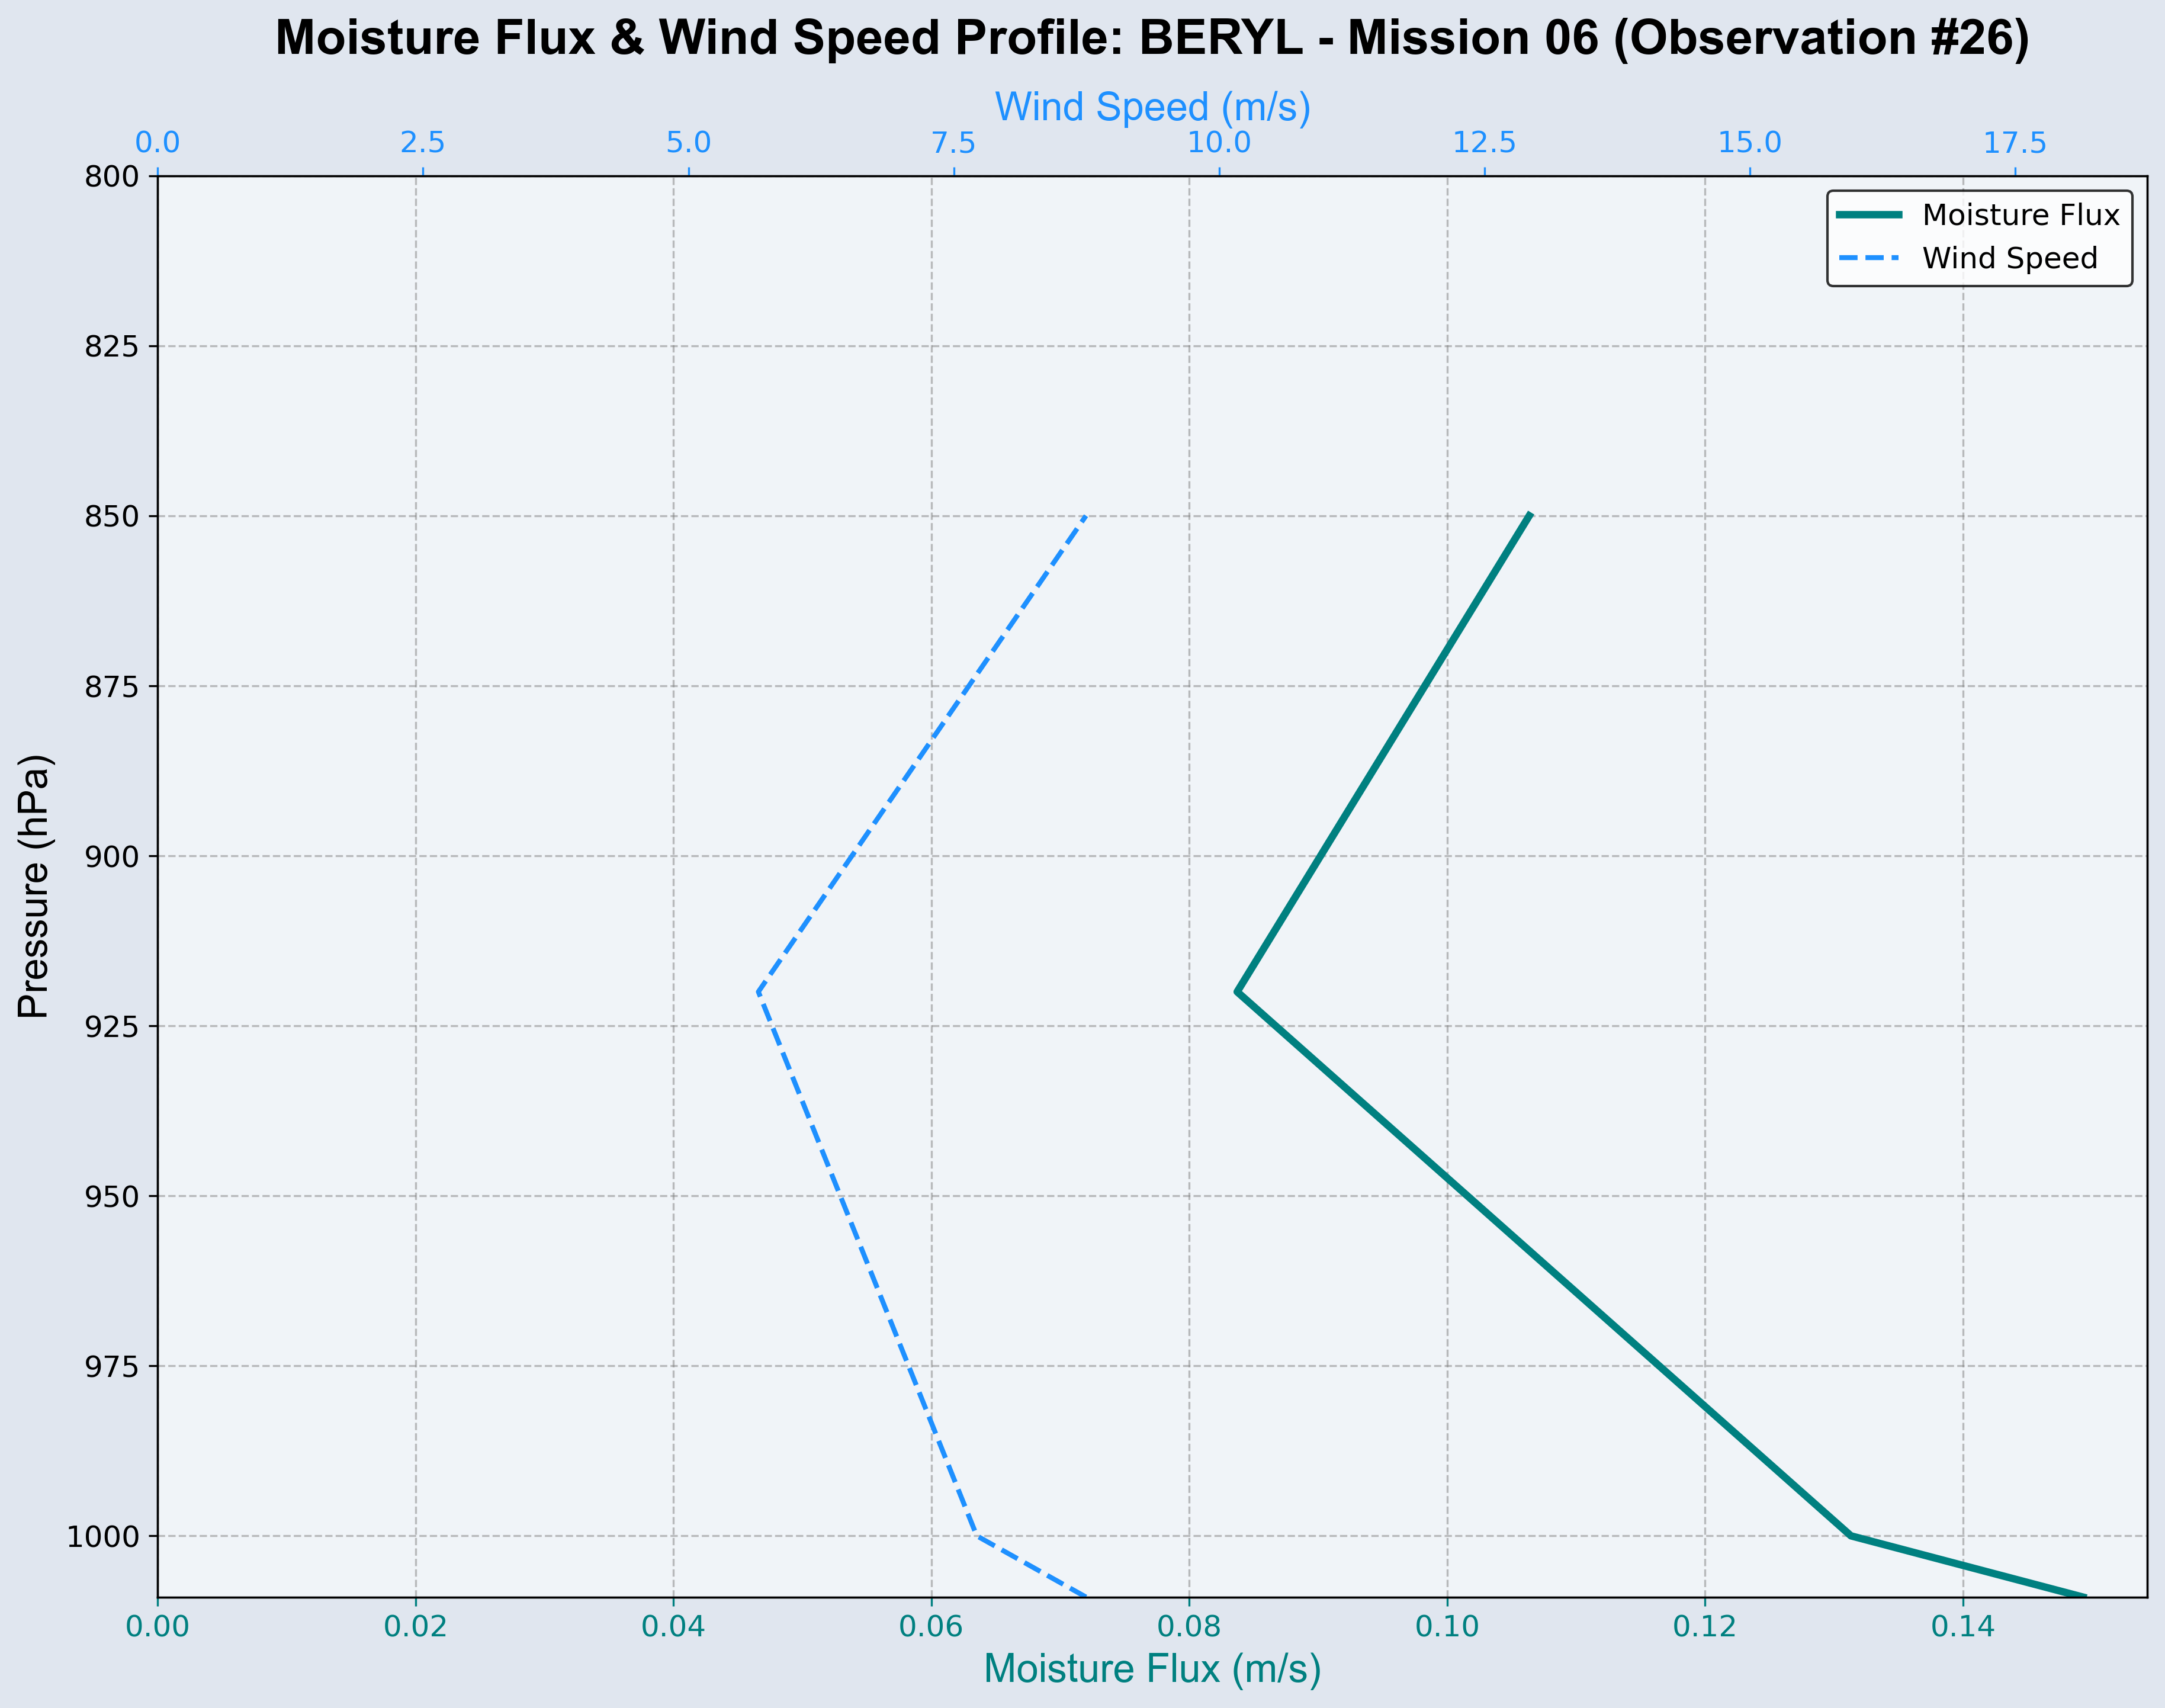 Moisture Flux & Wind Speed Profile: BERYL - Mission 06 (Observation #26)
Wind Speed (m/s)
0.0 2.5 5.0 7.5 10.0 12.5 15.0 17.5
800
Moisture Flux
Wind Speed
825
850
875
900
925
950
975
1000
Pressure (hPa)
0.00 0.02 0.04 0.06 0.08 0.10 0.12 0.14
Moisture Flux (m/s)